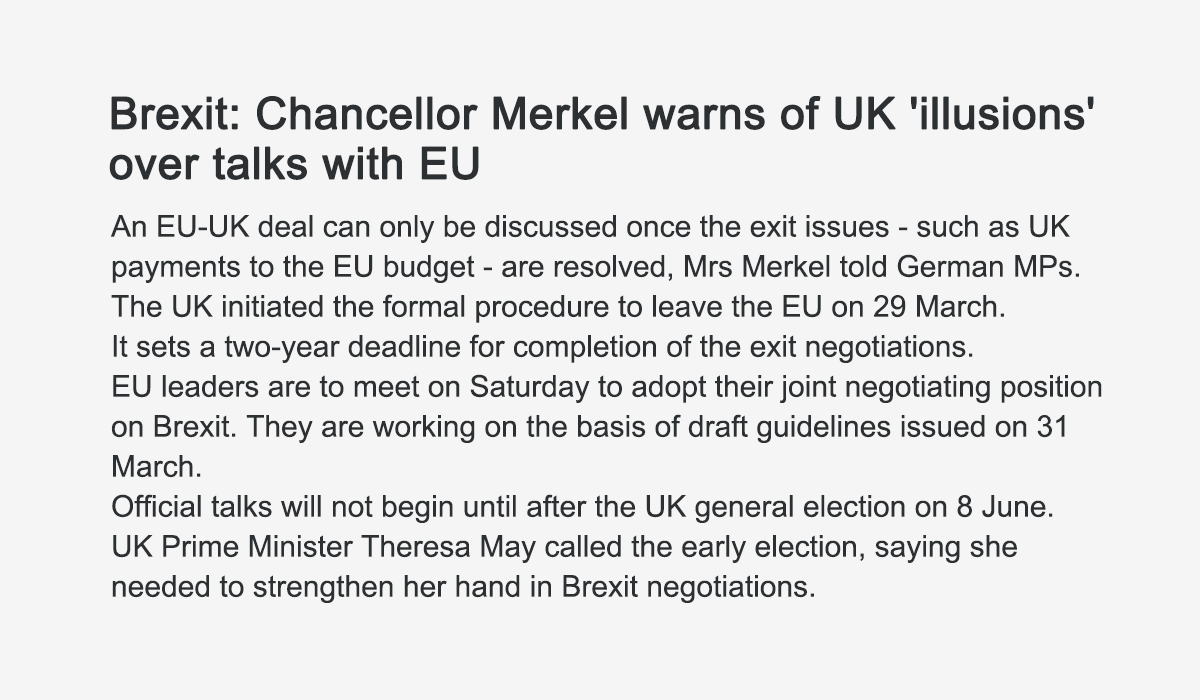 Brexit: Chancellor Merkel warns of UK 'illusions'
over talks with EU
An EU-UK deal can only be discussed once the exit issues - such as UK
payments to the EU budget - are resolved, Mrs Merkel told German MPs.
The UK initiated the formal procedure to leave the EU on 29 March.
It sets a two-year deadline for completion of the exit negotiations.
EU leaders are to meet on Saturday to adopt their joint negotiating position
on Brexit. They are working on the basis of draft guidelines issued on 31
March.
Official talks will not begin until after the UK general election on 8 June.
UK Prime Minister Theresa May called the early election, saying she
needed to strengthen her hand in Brexit negotiations.